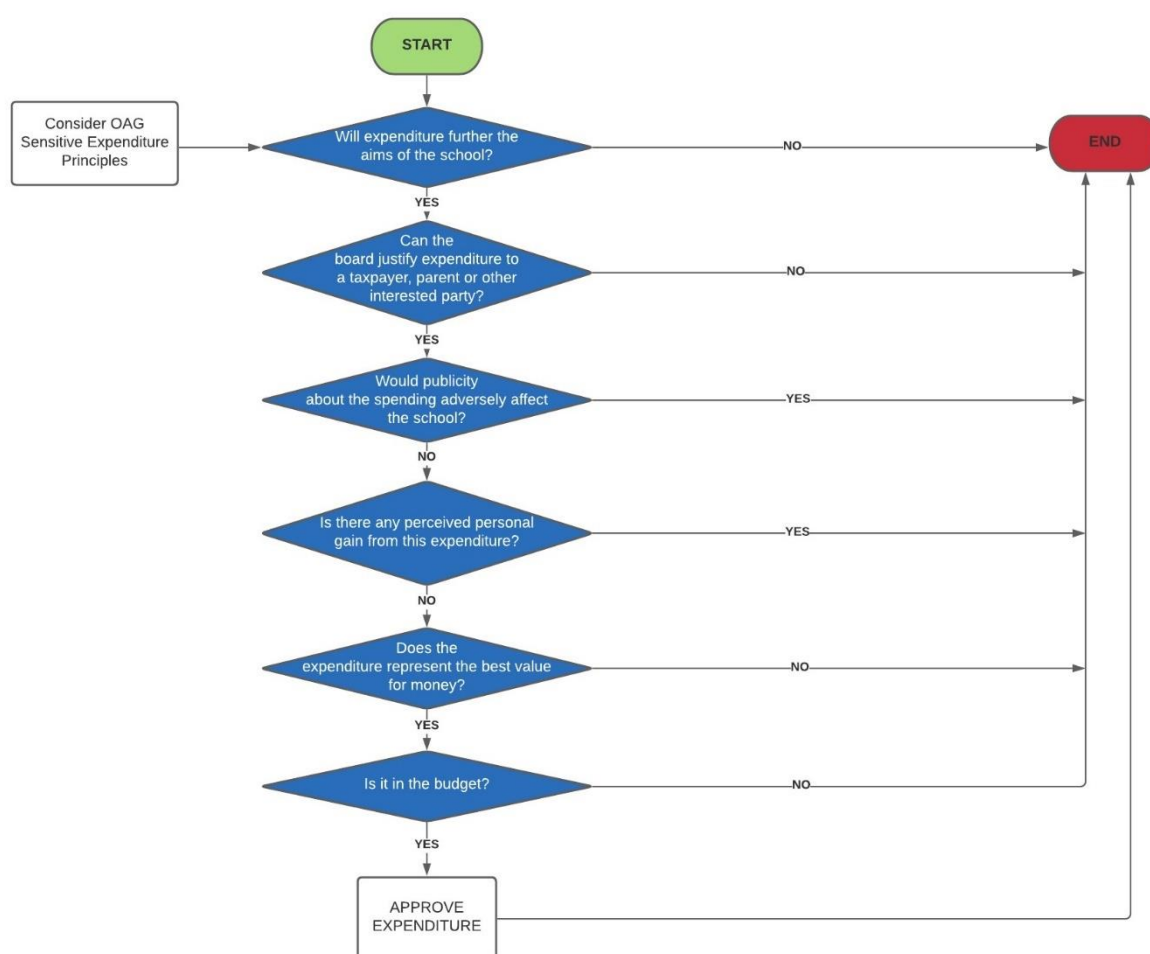 START
Consider OAG
Sensitive Expenditure
Principles
Will expenditure further the
aims of the school?
NO
END
YES
Can the
board justify expenditure to
a taxpayer, parent or other
interested party?
NO
YES
Would publicity
about the spending adversely affect
the school?
YES
NO
Is there any perceived personal
gain from this expenditure?
YES
NO
Does the
expenditure represent the best value
for money?
NO
YES
Is it in the budget?
NO
YES
APPROVE
EXPENDITURE